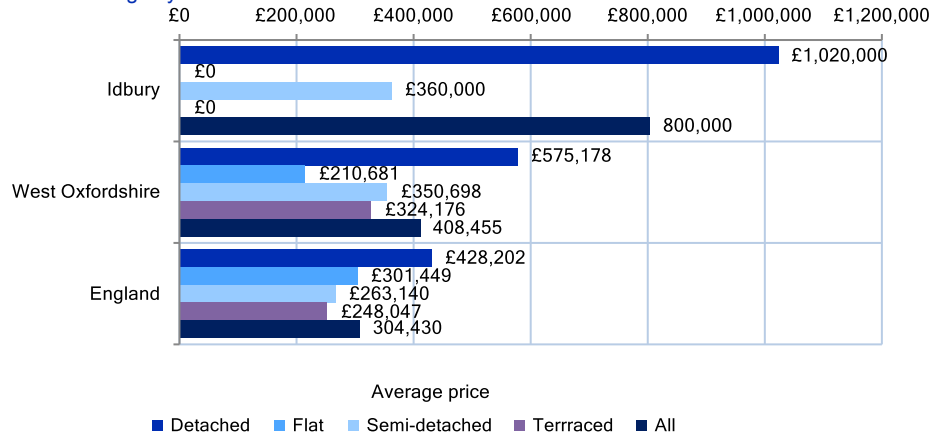 £0 £200,000 £400,000 £600,000 £800,000 £1,000,000 £1,200,000
£1,020,000
£0
Idbury £360,000
£0
800,000
£575,178
£210,681
West Oxfordshire £350,698
£324,176
408,455
£428,202
£301,449
England £263,140
£248,047
304,430
Average price
Detached Flat Semi-detached Terrraced All